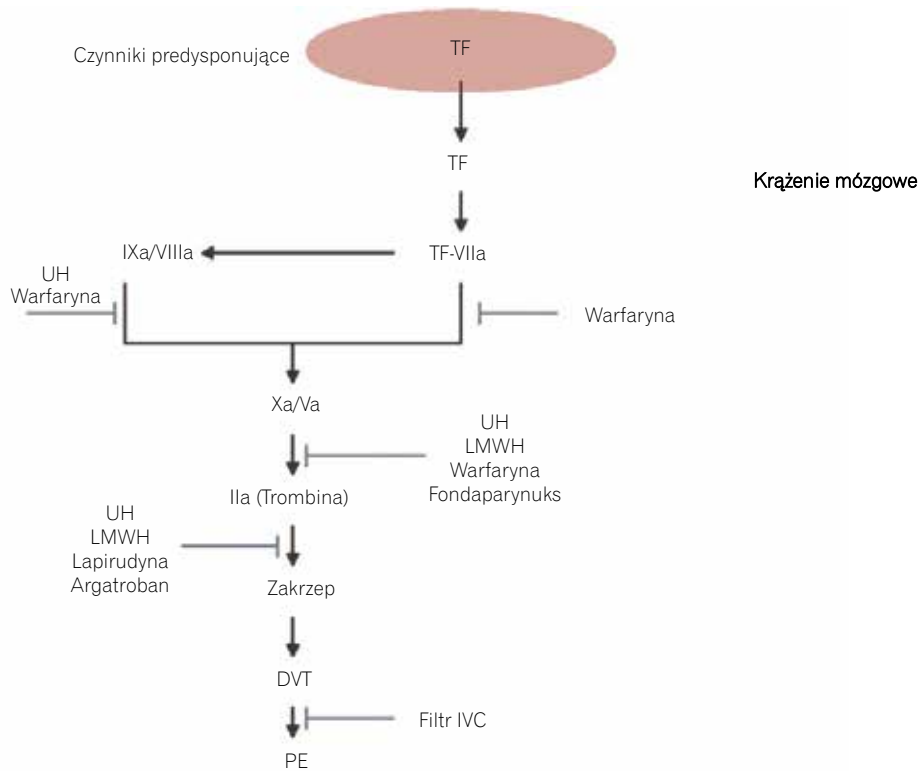 Czynniki predysponujące
TF
TF
Krążenie mózgowe
IXa/VIIIa
TF-VIIa
UH
Warfaryna
Warfaryna
Xa/Va
UH
LMWH
Warfaryna
Fondaparynuks
IIa (Trombina)
UH
LMWH
Lapirudyna
Argatroban
Zakrzep
DVT
Filtr IVC
PE